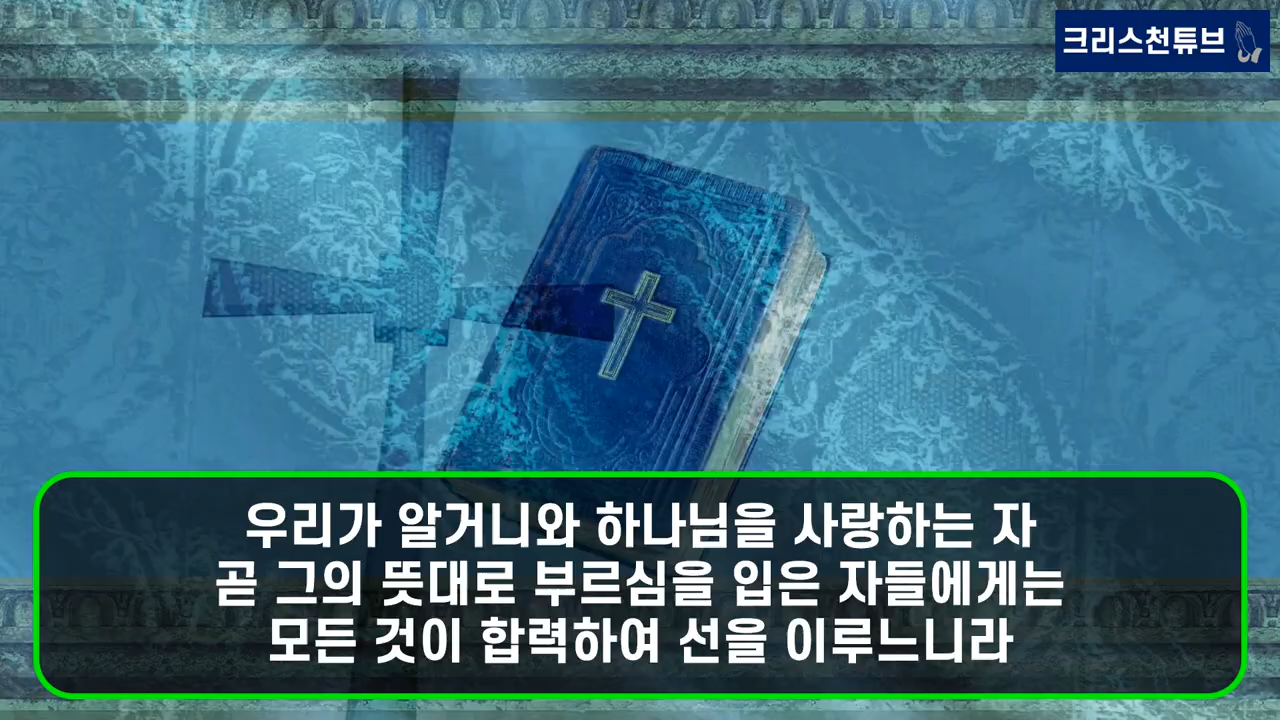 크리스천튜브
우리가 알거니와 하나님을 사랑하는 자
곧 그의 뜻대로 부르심을 입은 자들에게는
모든 것이 합력하여 선을 이루느니라